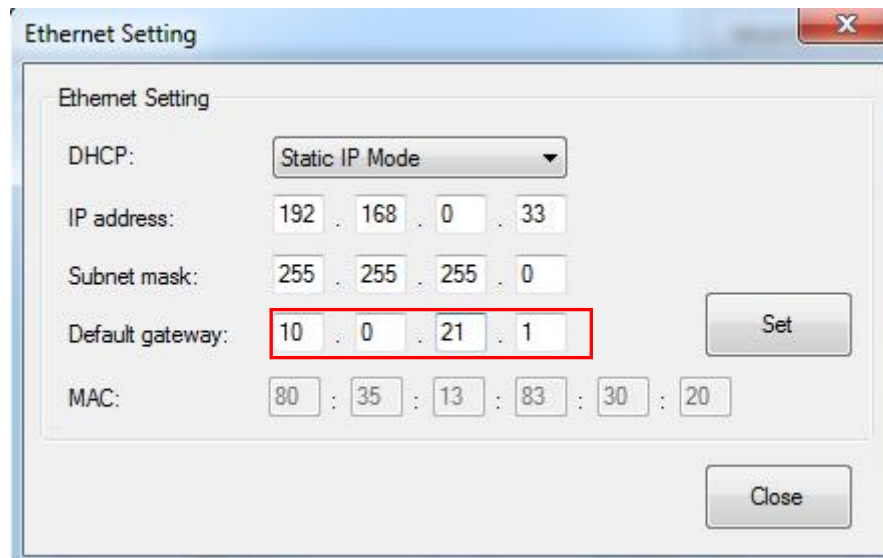 Ethernet Setting
Ethernet Setting
DHCP: Static IP Mode
IP address: 192 . 168 . 0 . 33
Subnet mask: 255 . 255 . 255 . 0
Default gateway: 10 . 0 . 21 . 1
Set
MAC: 80 : 35 : 13 : 83 : 30 : 20
Close